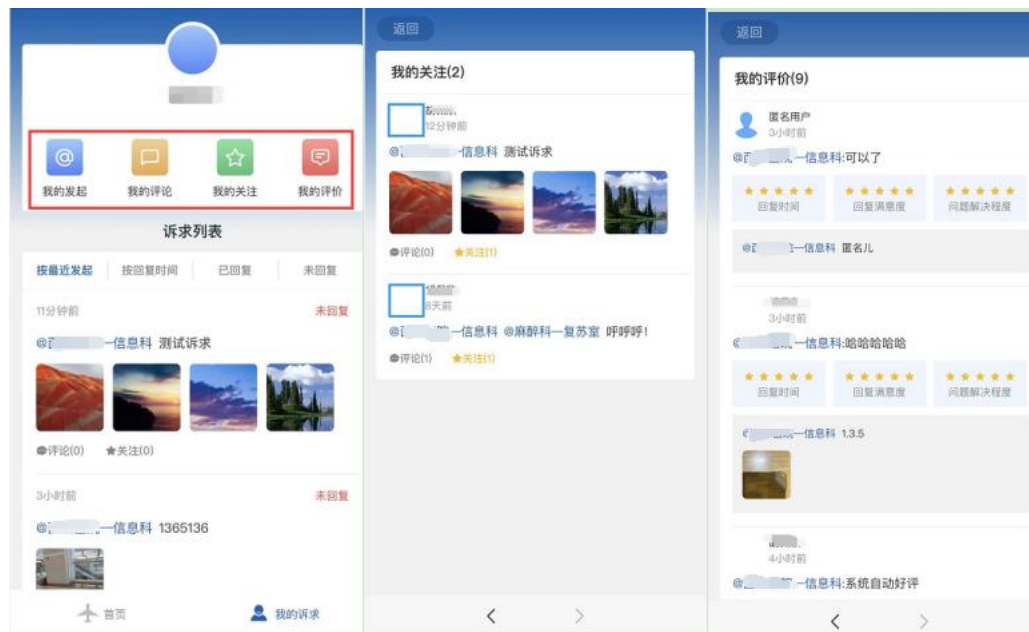 我的发起
我的评论
我的关注
我的评价
诉求列表
按最近发起
按回复时间
已回复
未回复
11分钟前
未回复
@
一信息科 测试诉求
评论(0)
关注(0)
3小时前
未回复
@
一信息科 1365136
首页
我的诉求
返回
我的关注(2)
12分钟前
@
一信息科 测试诉求
评论(0)
关注(1)
8天前
@
一信息科 @麻醉科一复苏室 呼呼呼!
评论(1)
关注(1)
返回
我的评价(9)
匿名用户
3小时前
@
一信息科:可以了
回复时间
回复满意度
问题解决程度
@
一信息科 匿名儿
3小时前
一信息科:哈哈哈哈哈
回复时间
回复满意度
问题解决程度
一信息科 1.3.5
4小时前
@
一信息科:系统自动好评